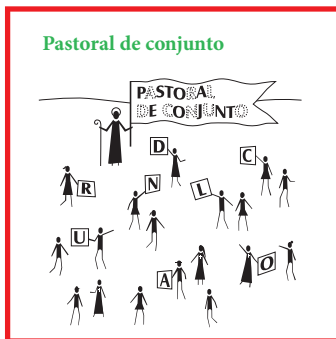 Pastoral de conjunto
PASTORAL
DE CONJUNTO
D
C
R
N
L
U
A
O